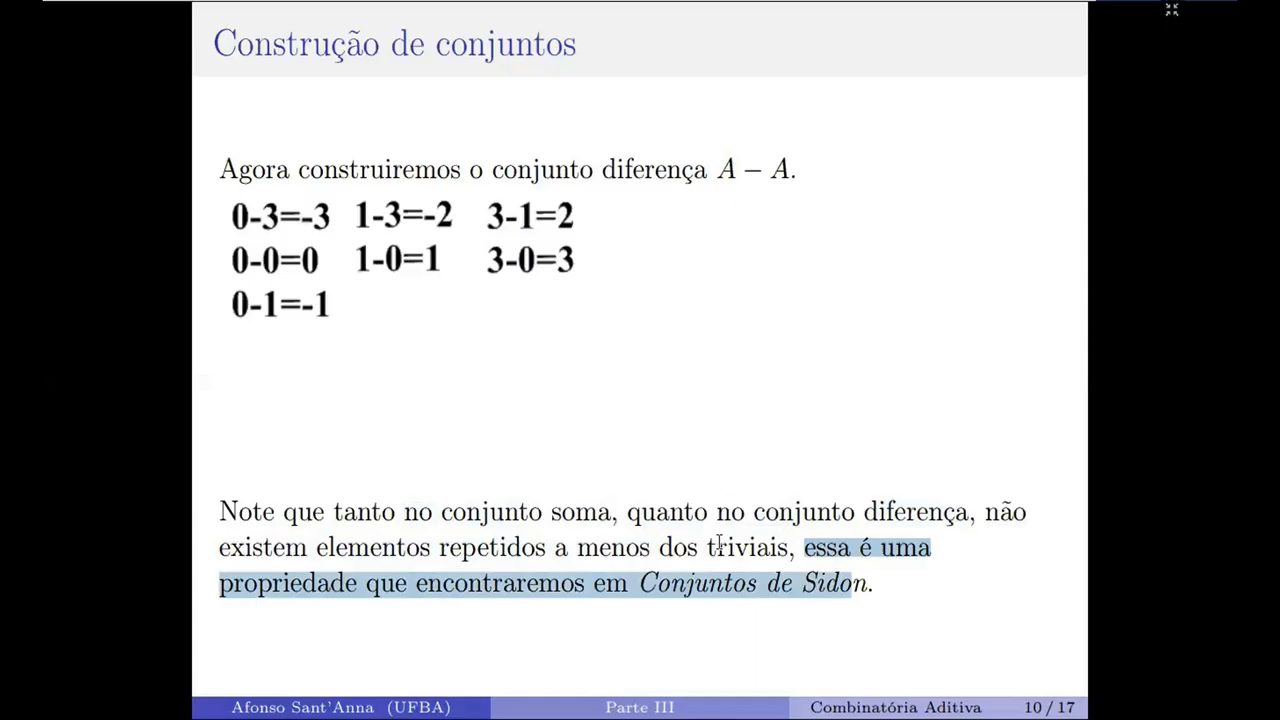 Construção de conjuntos
Agora construiremos o conjunto diferença A − A.
0-3=-3 1-3=-2 3-1=2
0-0=0 1-0=1 3-0=3
0-1=-1
Note que tanto no conjunto soma, quanto no conjunto diferença, não
existem elementos repetidos a menos dos triviais, essa é uma
propriedade que encontraremos em Conjuntos de Sidon.
Afonso Sant'Anna (UFBA) Parte III Combinatória Aditiva 10 / 17